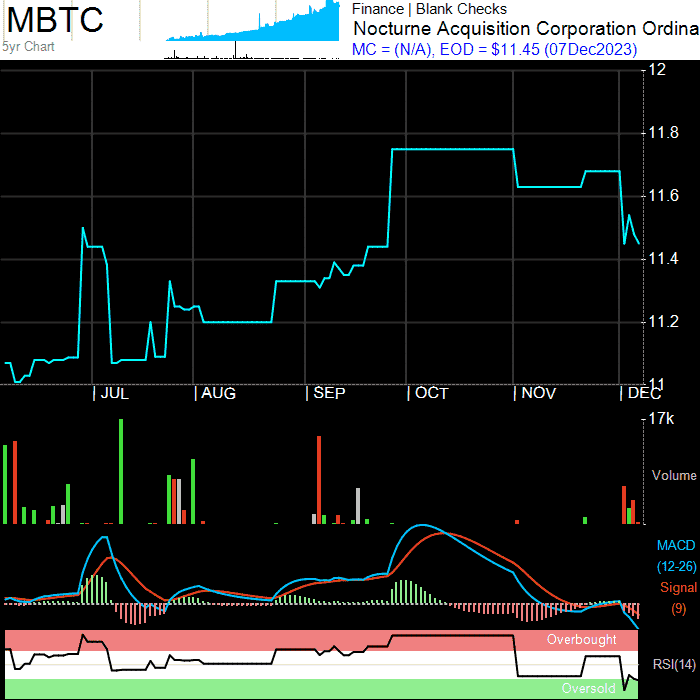 MBTC
5yr Chart
Finance | Blank Checks
Nocturne Acquisition Corporation Ordina
MC = (N/A), EOD = $11.45 (07Dec2023)
12
11.8
11.6
11.4
11.2
11
JUL AUG SEP OCT NOV DEC
17k
Volume
MACD
(12-26)
Signal
(9)
Overbought
RSI(14)
Oversold